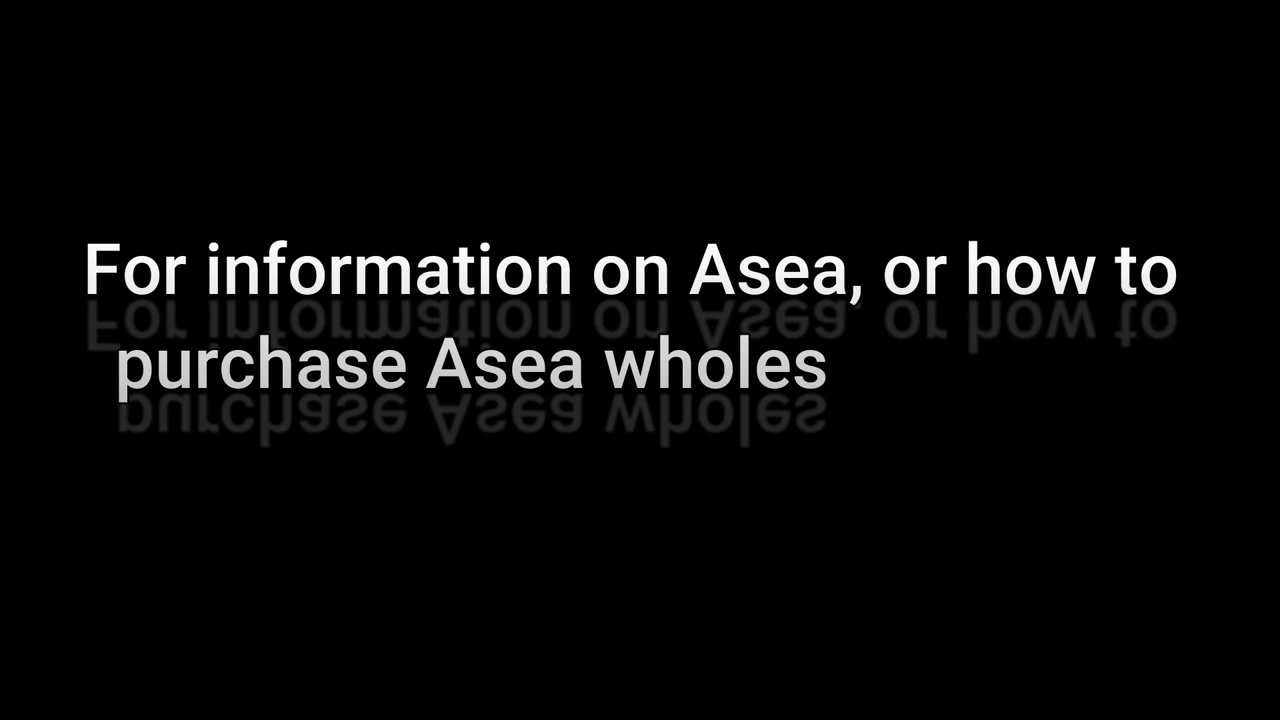 For information on Asea, or how to
purchase Asea wholes